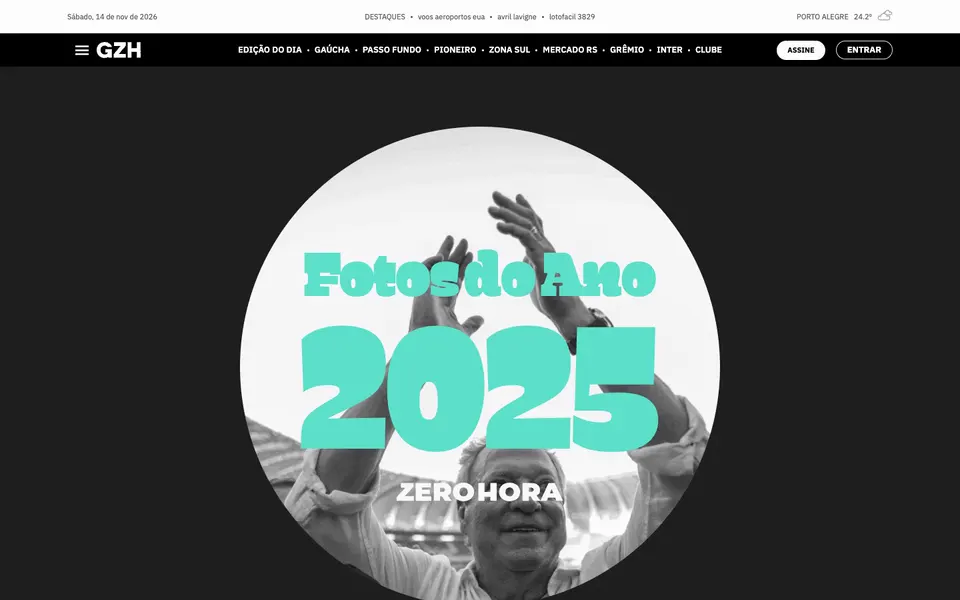 Sábado, 14 de nov de 2026
DESTAQUES • voos aeroportos eua • avril lavigne • lotofacil 3829
PORTO ALEGRE 24.2º
GZH
EDIÇÃO DO DIA • GAÚCHA • PASSO FUNDO • PIONEIRO • ZONA SUL • MERCADO RS • GRÊMIO • INTER • CLUBE
ASSINE
ENTRAR
Fotos do Ano
2025
ZERO HORA